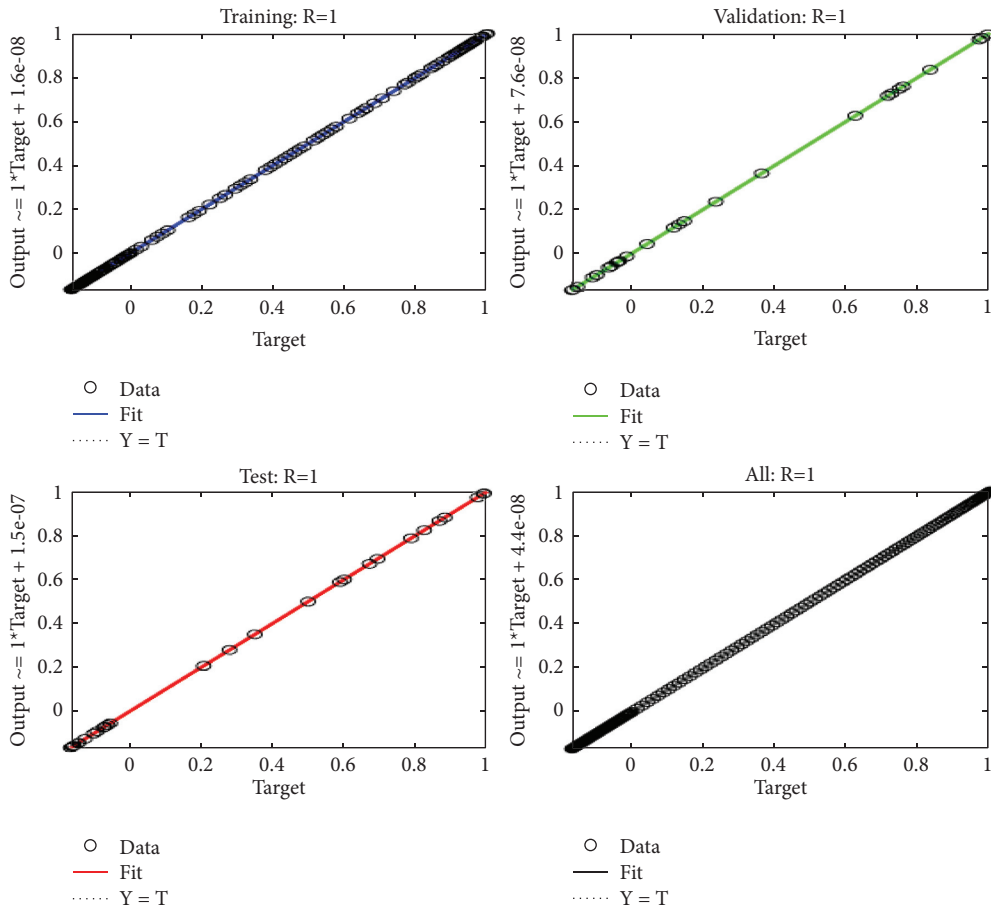 Training: R=1
Output ~= 1*Target + 1.6e-08
1
0.8
0.6
0.4
0.2
0
0 0.2 0.4 0.6 0.8 1
Target
Data
Fit
Y = T
Validation: R=1
Output ~= 1*Target + 7.6e-08
1
0.8
0.6
0.4
0.2
0
0 0.2 0.4 0.6 0.8 1
Target
Data
Fit
Y = T
Test: R=1
Output ~= 1*Target + 1.5e-07
1
0.8
0.6
0.4
0.2
0
0 0.2 0.4 0.6 0.8 1
Target
Data
Fit
Y = T
All: R=1
Output ~= 1*Target + 4.4e-08
1
0.8
0.6
0.4
0.2
0
0 0.2 0.4 0.6 0.8 1
Target
Data
Fit
Y = T